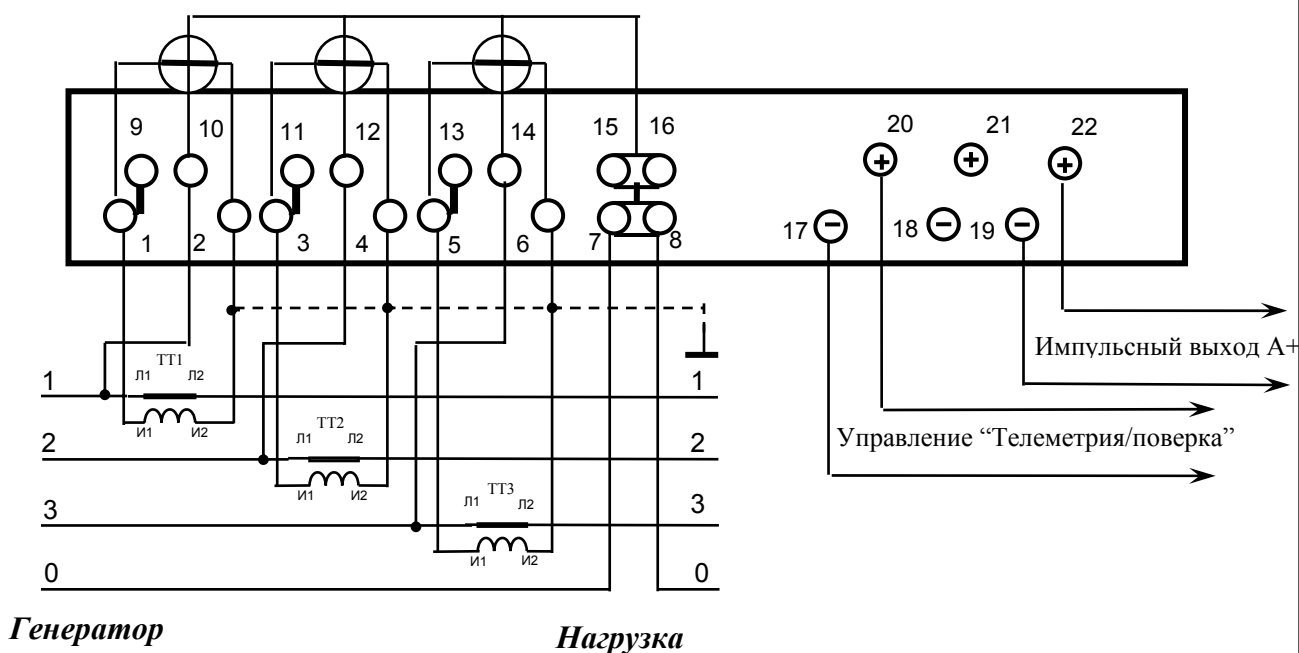 9 10 11 12 13 14 15 16 20 21 22
1 2 3 4 5 6 7 8 17 18 19
Импульсный выход А+
ТТ1
Л1 Л2
1 1
И1 И2
Управление “Телеметрия/поверка”
ТТ2
Л1 Л2
2 2
И1 И2
ТТ3
Л1 Л2
3 3
И1 И2
0 0
Генератор Нагрузка